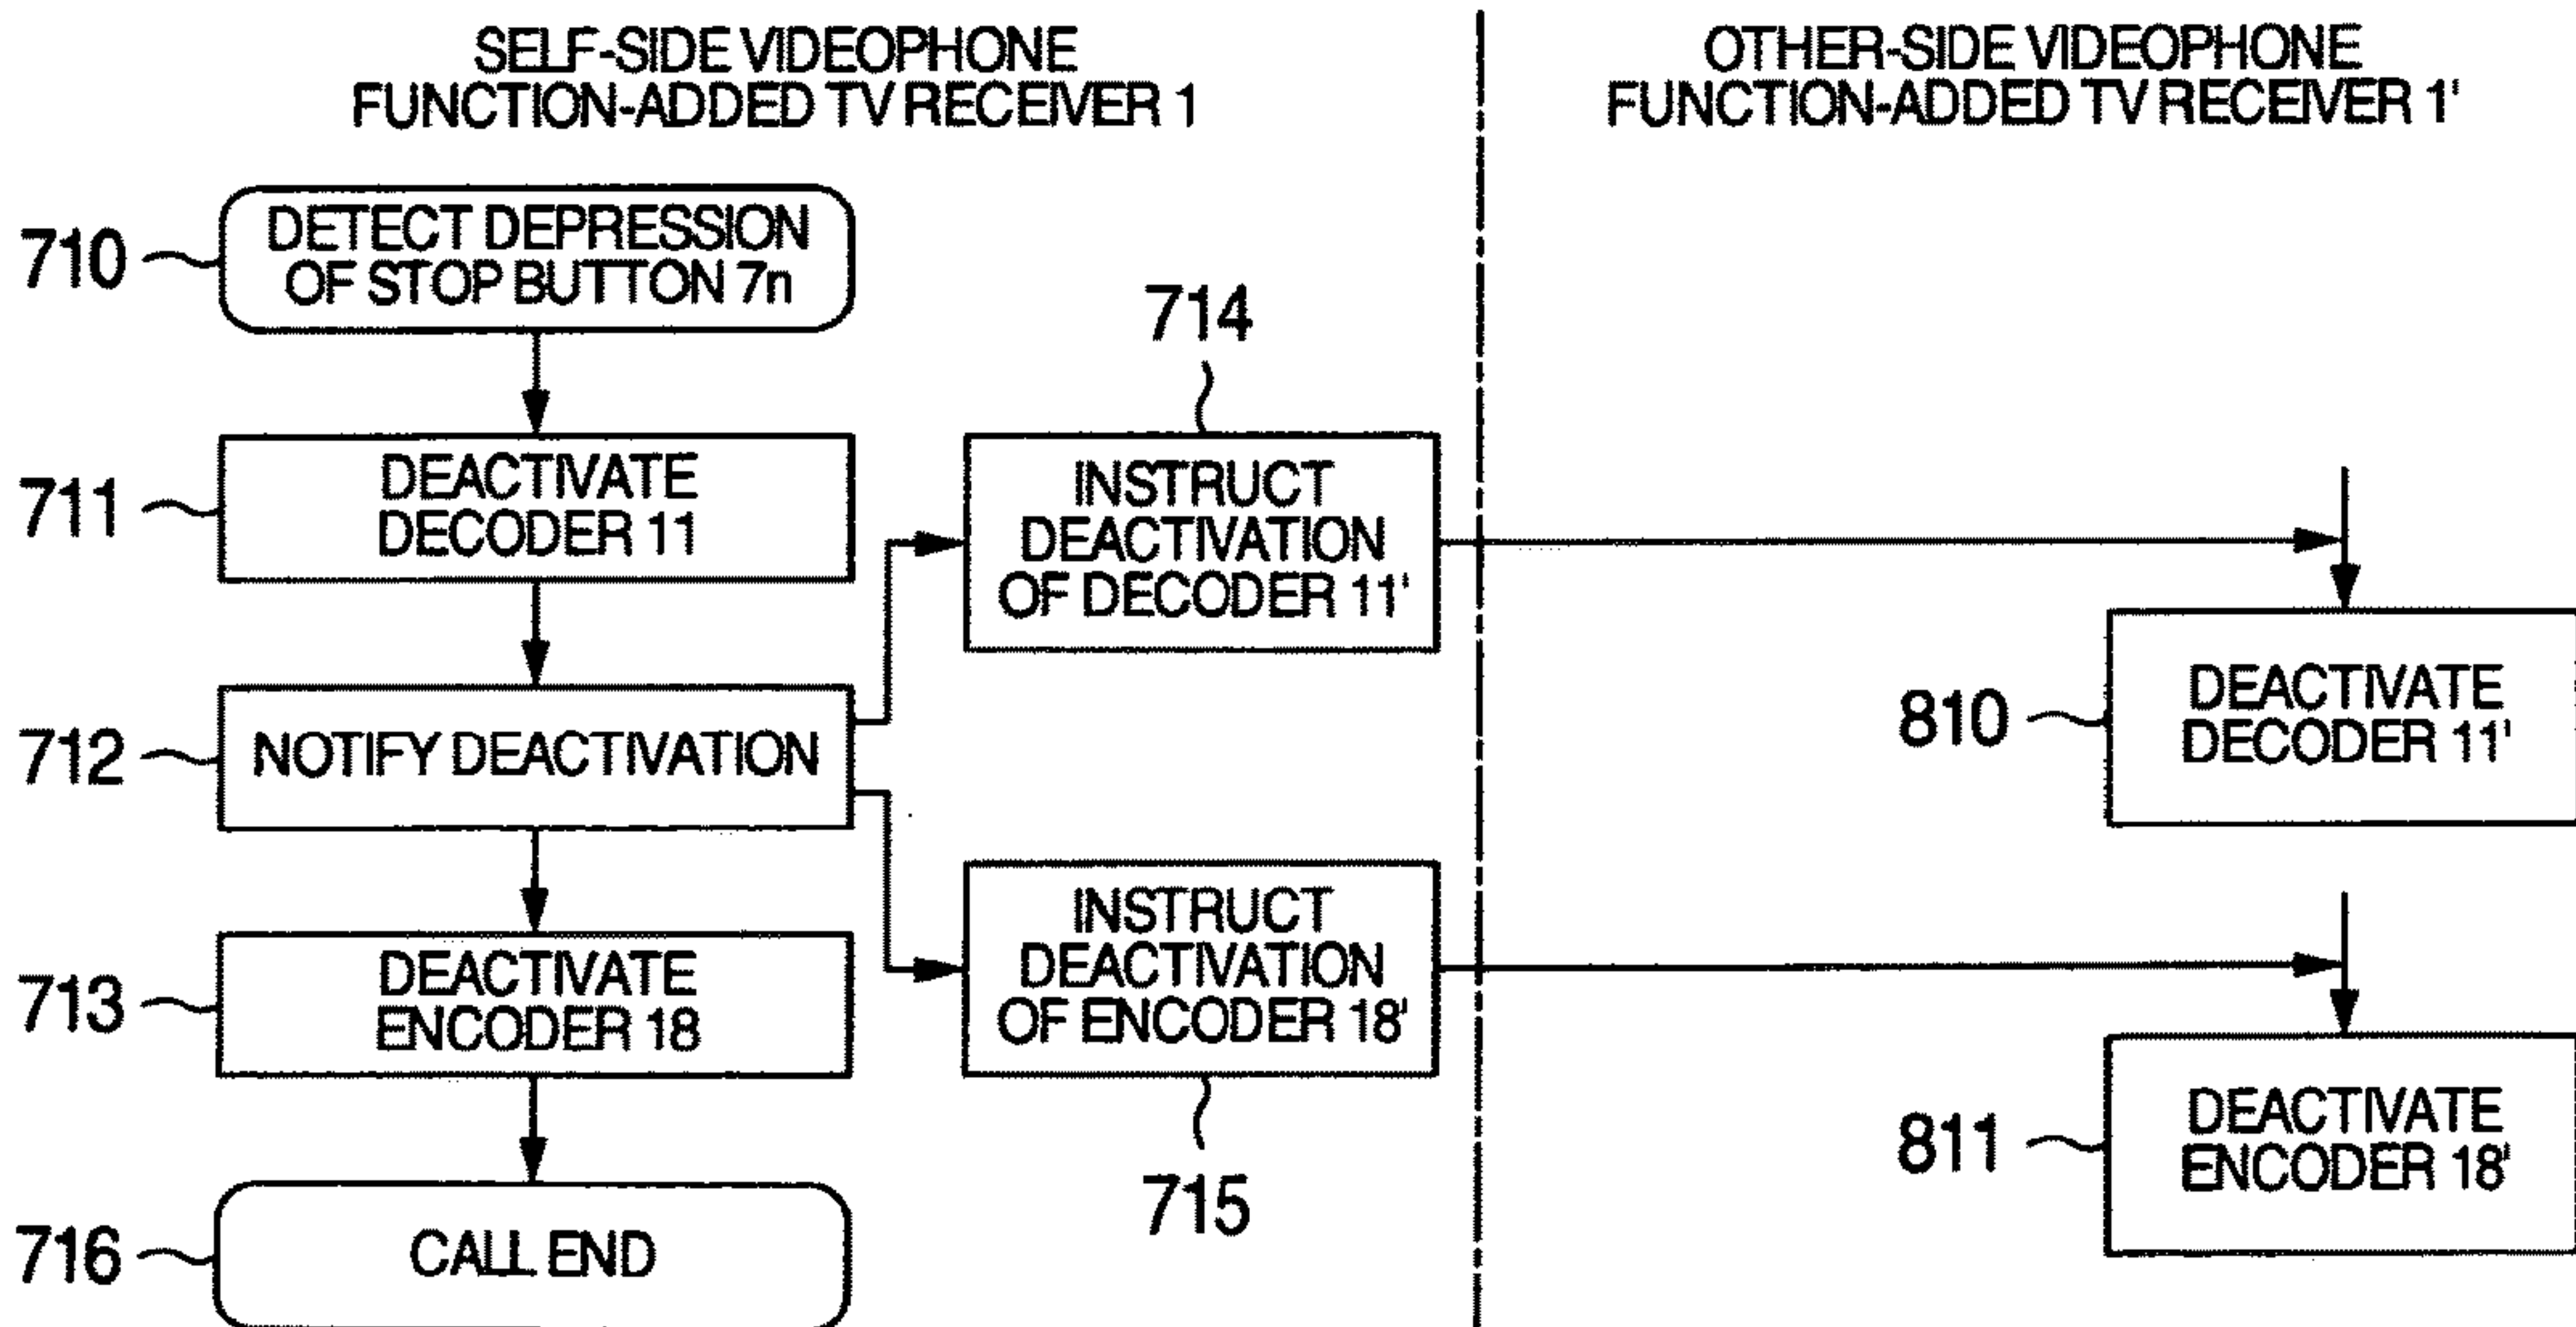 SELF-SIDE VIDEOPHONE
FUNCTION-ADDED TV RECEIVER 1
OTHER-SIDE VIDEOPHONE
FUNCTION-ADDED TV RECEIVER 1'
710
DETECT DEPRESSION
OF STOP BUTTON 7n
714
711
DEACTIVATE
DECODER 11
INSTRUCT
DEACTIVATION
OF DECODER 11'
712
NOTIFY DEACTIVATION
810
DEACTIVATE
DECODER 11'
713
DEACTIVATE
ENCODER 18
INSTRUCT
DEACTIVATION
OF ENCODER 18'
715
811
DEACTIVATE
ENCODER 18'
716
CALL END